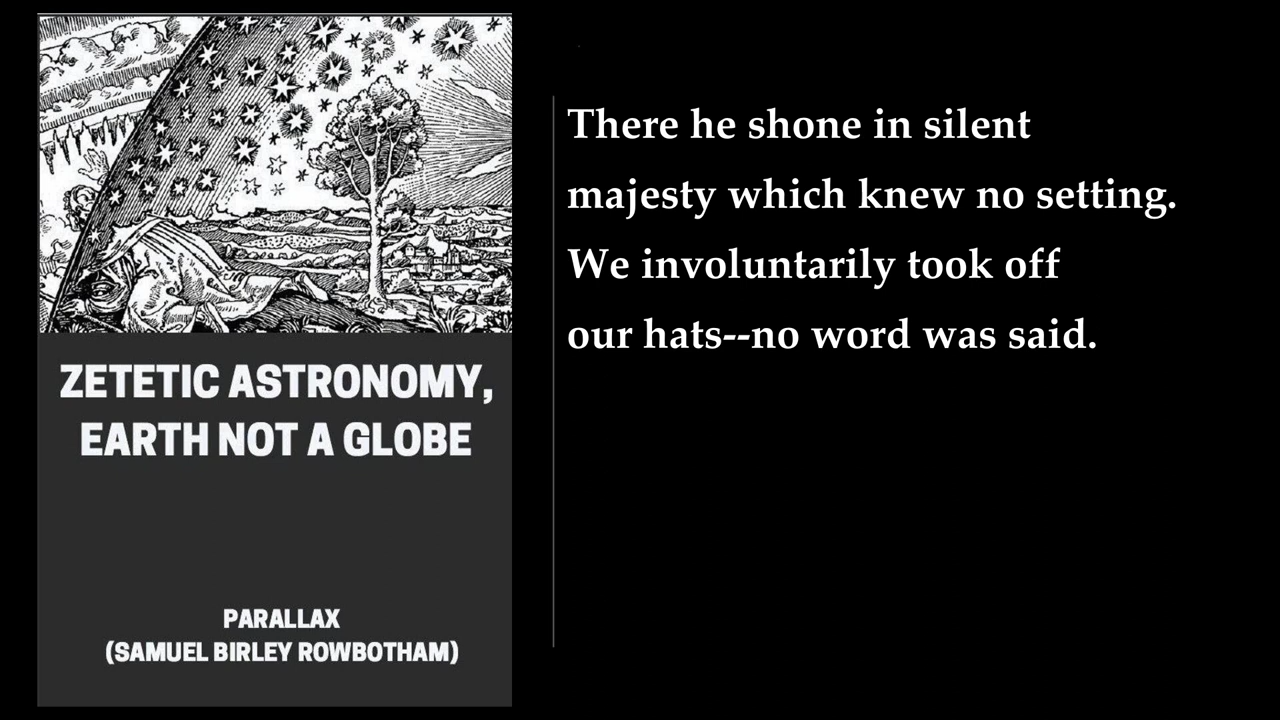 ZETETIC ASTRONOMY,
EARTH NOT A GLOBE
PARALLAX
(SAMUEL BIRLEY ROWBOTHAM)
There he shone in silent
majesty which knew no setting.
We involuntarily took off
our hats--no word was said.